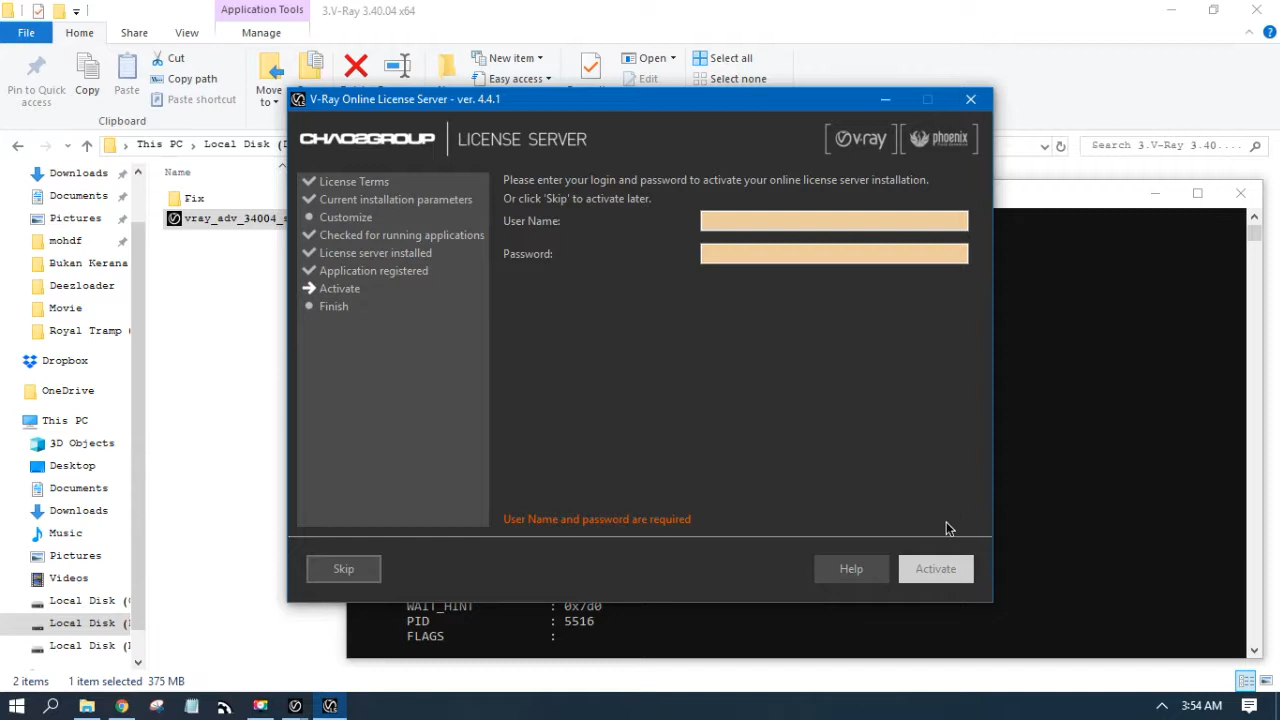 Application Tools
3.V-Ray 3.40.04 x64
File
Home
Share
View
Manage
Pin to Quick
access
Copy
Paste
Cut
Copy path
Paste shortcut
Clipboard
Move
to
New item
Easy access
Open
Edit
Select all
Select none
This PC
Local Disk (
Search 3.V-Ray 3.40....
V-Ray Online License Server - ver. 4.4.1
CHAOSGROUP
LICENSE SERVER
v·ray
phoenix
License Terms
Current installation parameters
Customize
Checked for running applications
License server installed
Application registered
Activate
Finish
Please enter your login and password to activate your online license server installation.
Or click 'Skip' to activate later.
User Name:
Password:
User Name and password are required
Skip
Help
Activate
Name
Fix
vray_adv_34004_s
Downloads
Documents
Pictures
mohdf
Bukan Kerana
Deezloader
Movie
Royal Tramp
Dropbox
OneDrive
This PC
3D Objects
Desktop
Documents
Downloads
Music
Pictures
Videos
Local Disk (
Local Disk (
Local Disk (
WAIT_HINT : 0x7d0
PID : 5516
FLAGS :
2 items
1 item selected 375 MB
3:54 AM